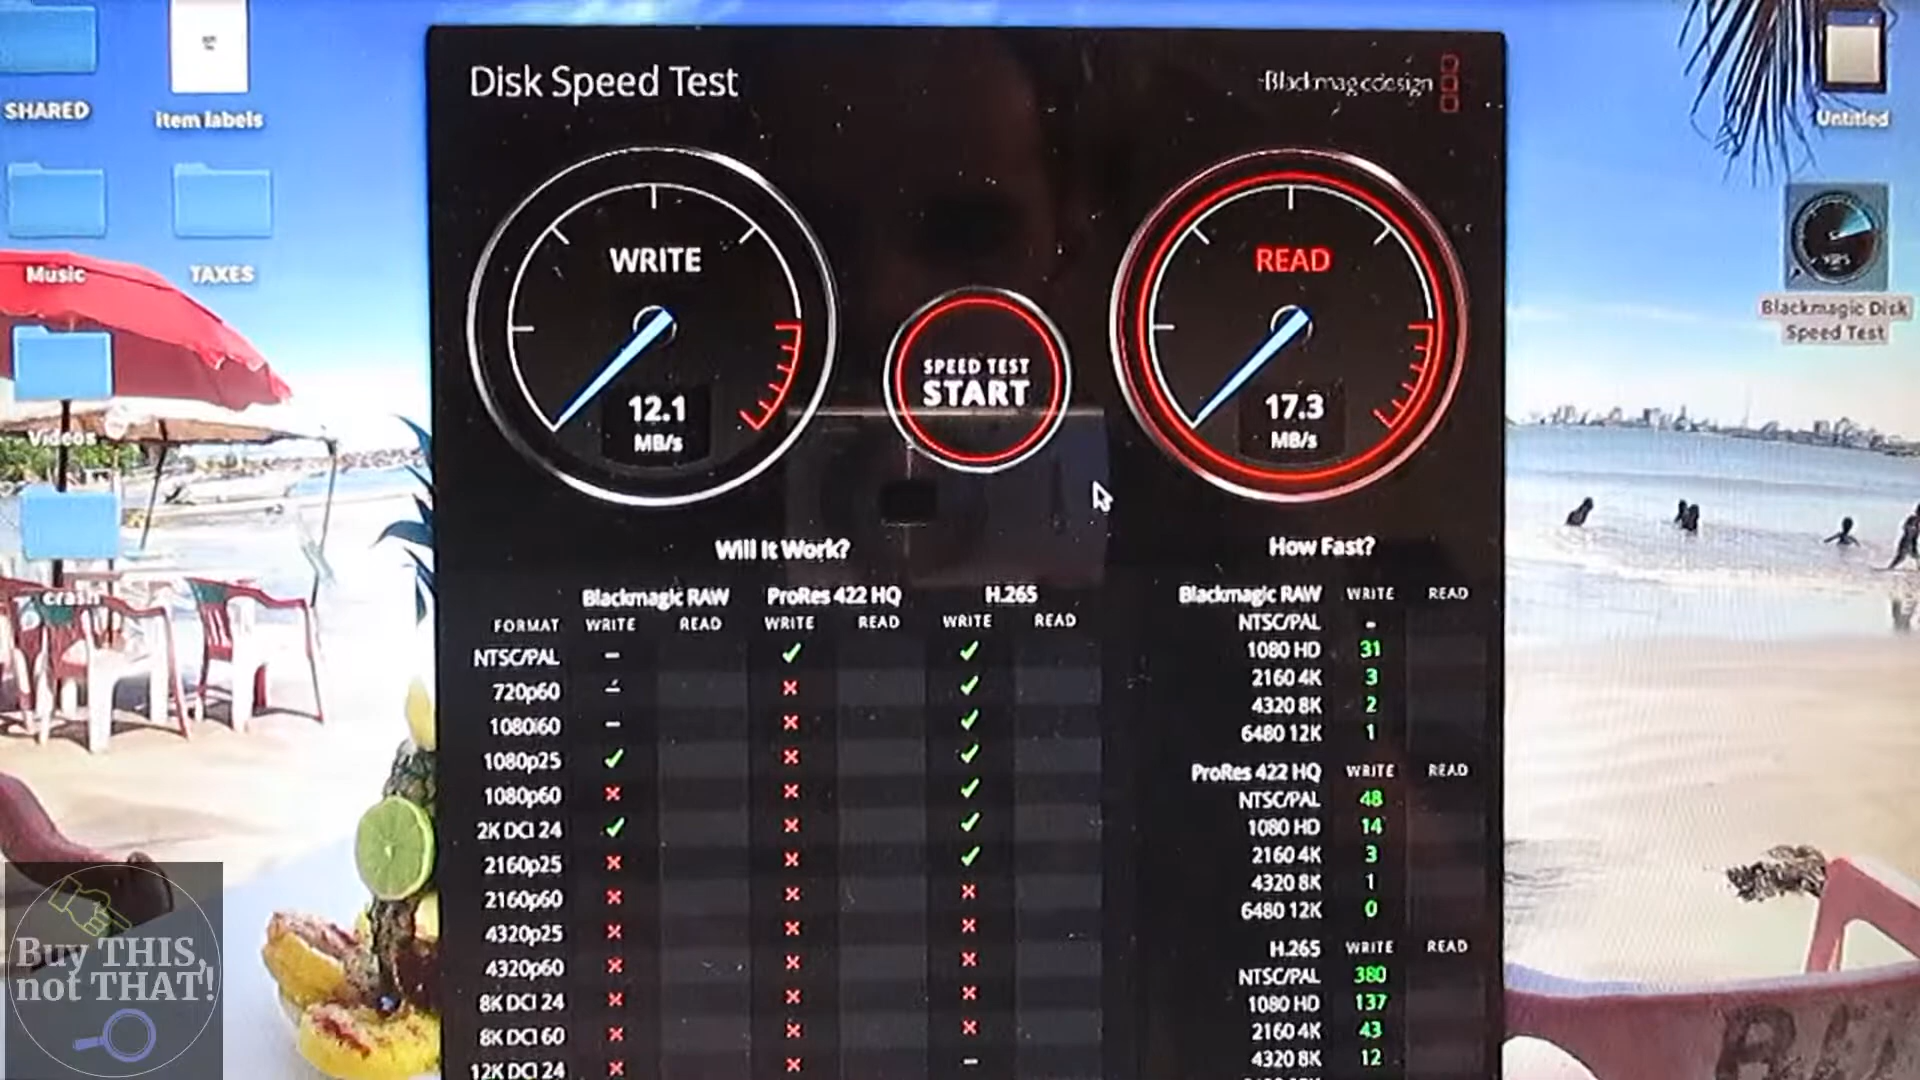 SHARED
Item labels
Music
TAXES
Videos
crash
Untitled
Blackmagic Disk
Speed Test
Disk Speed Test
Blackmagicdesign
WRITE
12.1
MB/s
SPEED TEST
START
READ
17.3
MB/s
Will It Work?
Blackmagic RAW ProRes 422 HQ H.265
FORMAT WRITE READ WRITE READ WRITE READ
NTSC/PAL – ✓ ✓
720p60 – ✕ ✓
1080i60 – ✕ ✓
1080p25 ✓ ✕ ✓
1080p60 ✕ ✕ ✓
2K DCI 24 ✓ ✕ ✓
2160p25 ✕ ✕ ✓
2160p60 ✕ ✕ ✕
4320p25 ✕ ✕ ✕
4320p60 ✕ ✕ ✕
8K DCI 24 ✕ ✕ ✕
8K DCI 60 ✕ ✕ ✕
12K DCI 24 ✕ ✕ –
How Fast?
Blackmagic RAW WRITE READ
NTSC/PAL -
1080 HD 31
2160 4K 3
4320 8K 2
6480 12K 1
ProRes 422 HQ WRITE READ
NTSC/PAL 48
1080 HD 14
2160 4K 3
4320 8K 1
6480 12K 0
H.265 WRITE READ
NTSC/PAL 380
1080 HD 137
2160 4K 43
4320 8K 12
Buy THIS,
not THAT!